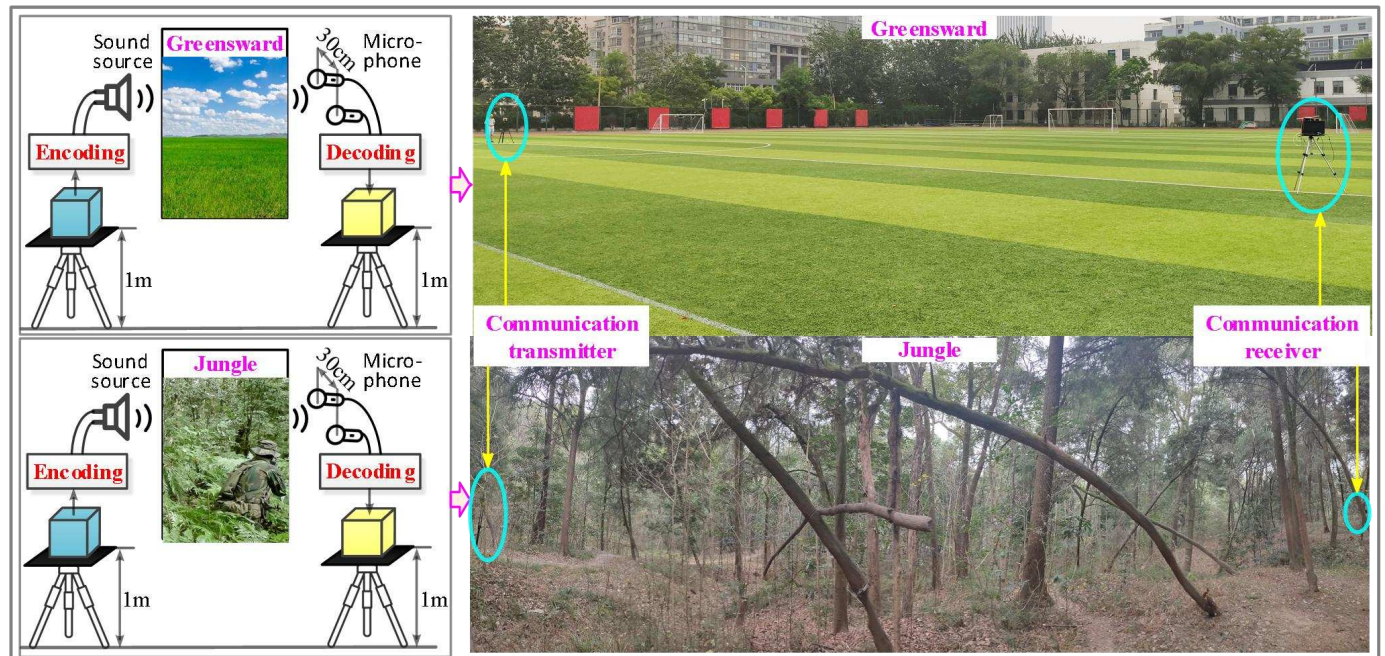 Sound
source
Greensward
30cm
Micro-
phone
Encoding
Decoding
1m
1m
Greensward
Communication
transmitter
Communication
receiver
Sound
source
Jungle
30cm
Micro-
phone
Encoding
Decoding
1m
1m
Jungle